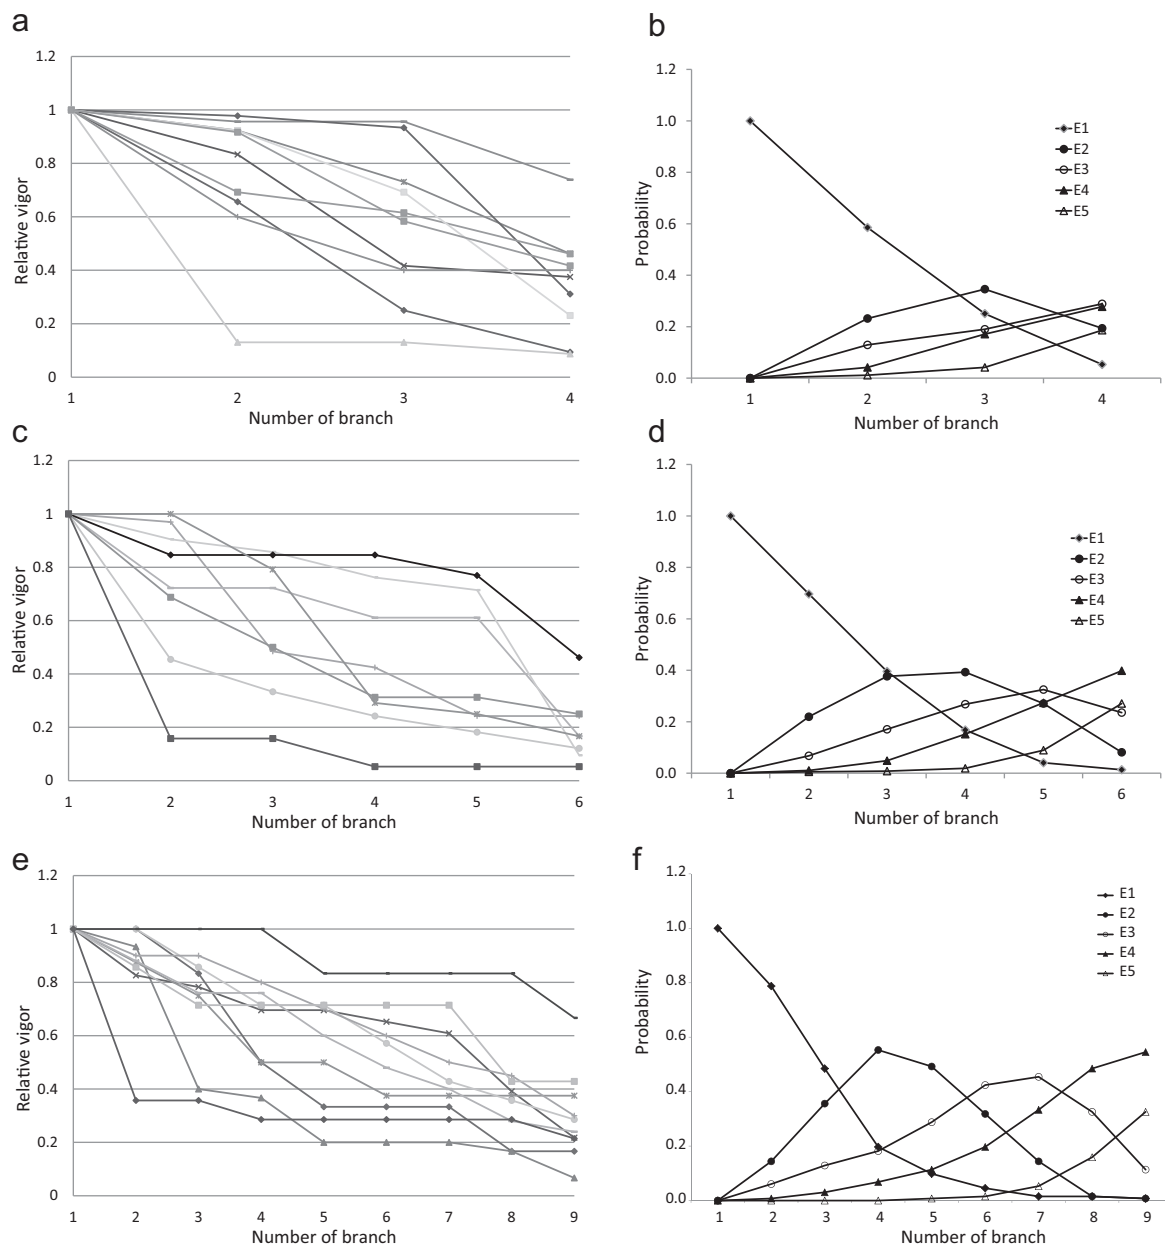 a
1.2
1
0.8
0.6
0.4
0.2
0
Relative vigor
1 2 3 4
Number of branch
b
1.2
1.0
0.8
0.6
0.4
0.2
0.0
Probability
E1
E2
E3
E4
E5
1 2 3 4
Number of branch
c
1.2
1
0.8
0.6
0.4
0.2
0
Relative vigor
1 2 3 4 5 6
Number of branch
d
1.2
1.0
0.8
0.6
0.4
0.2
0.0
Probability
E1
E2
E3
E4
E5
1 2 3 4 5 6
Number of branch
e
1.2
1
0.8
0.6
0.4
0.2
0
Relative vigor
1 2 3 4 5 6 7 8 9
Number of branch
f
1.2
1.0
0.8
0.6
0.4
0.2
0.0
Probability
E1
E2
E3
E4
E5
1 2 3 4 5 6 7 8 9
Number of branch